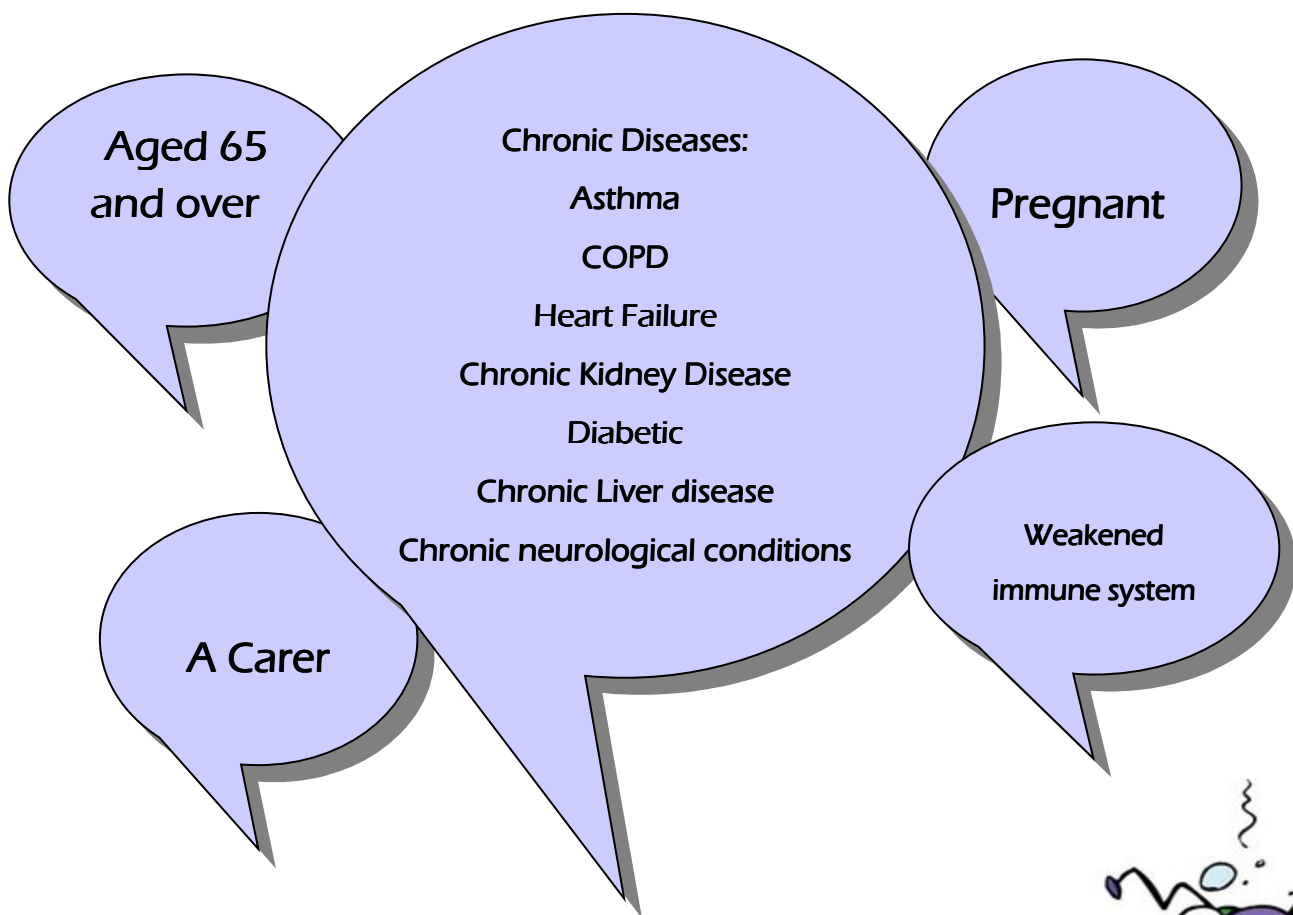 Aged 65
and over
Chronic Diseases:
Asthma
COPD
Heart Failure
Chronic Kidney Disease
Diabetic
Chronic Liver disease
Chronic neurological conditions
Pregnant
A Carer
Weakened
immune system